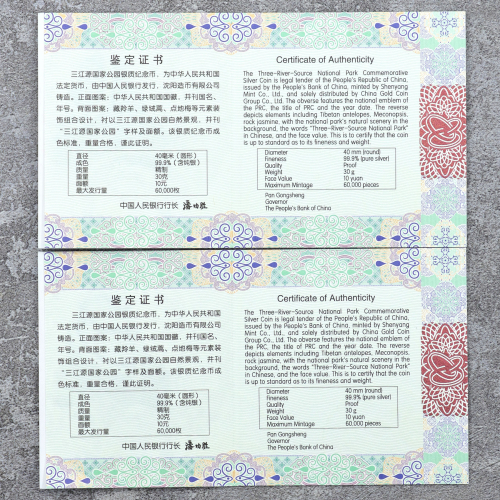 鉴定证书
三江源国家公园银质纪念币，为中华人民共和国
法定货币，由中国人民银行发行，沈阳造币有限公司
铸造。正面图案：中华人民共和国国徽，并刊国名、
年号。背面图案：藏羚羊、绿绒蒿、点地梅等元素装
饰组合设计，衬以三江源国家公园自然景观，并刊
“三江源国家公园”字样及面额。该银质纪念币成
色标准，重量合格，谨此证明。
直径 40毫米（圆形）
成色 99.9%（含纯银）
质量 精制
重量 30克
面额 10元
最大发行量 60,000枚
中国人民银行行长
Certificate of Authenticity
The Three-River-Source National Park Commemorative
Silver Coin is legal tender of the People's Republic of China,
issued by the People's Bank of China, minted by Shenyang
Mint Co., Ltd., and solely distributed by China Gold Coin
Group Co., Ltd. The obverse features the national emblem of
the PRC, the title of PRC and the year date. The reverse
depicts elements including Tibetan antelopes, Meconopsis,
rock jasmine, with the national park's natural scenery in the
background, the words "Three-River-Source National Park"
in Chinese, and the face value. This is to certify that the coin
is up to standard as to its fineness and weight.
Diameter 40 mm (round)
Fineness 99.9% (pure silver)
Quality Proof
Weight 30 g
Face Value 10 yuan
Maximum Mintage 60,000 pieces
Pan Gongsheng
Governor
The People's Bank of China
鉴定证书
三江源国家公园银质纪念币，为中华人民共和国
法定货币，由中国人民银行发行，沈阳造币有限公司
铸造。正面图案：中华人民共和国国徽，并刊国名、
年号。背面图案：藏羚羊、绿绒蒿、点地梅等元素装
饰组合设计，衬以三江源国家公园自然景观，并刊
“三江源国家公园”字样及面额。该银质纪念币成
色标准，重量合格，谨此证明。
直径 40毫米（圆形）
成色 99.9%（含纯银）
质量 精制
重量 30克
面额 10元
最大发行量 60,000枚
中国人民银行行长
Certificate of Authenticity
The Three-River-Source National Park Commemorative
Silver Coin is legal tender of the People's Republic of China,
issued by the People's Bank of China, minted by Shenyang
Mint Co., Ltd., and solely distributed by China Gold Coin
Group Co., Ltd. The obverse features the national emblem of
the PRC, the title of PRC and the year date. The reverse
depicts elements including Tibetan antelopes, Meconopsis,
rock jasmine, with the national park's natural scenery in the
background, the words "Three-River-Source National Park"
in Chinese, and the face value. This is to certify that the coin
is up to standard as to its fineness and weight.
Diameter 40 mm (round)
Fineness 99.9% (pure silver)
Quality Proof
Weight 30 g
Face Value 10 yuan
Maximum Mintage 60,000 pieces
Pan Gongsheng
Governor
The People's Bank of China